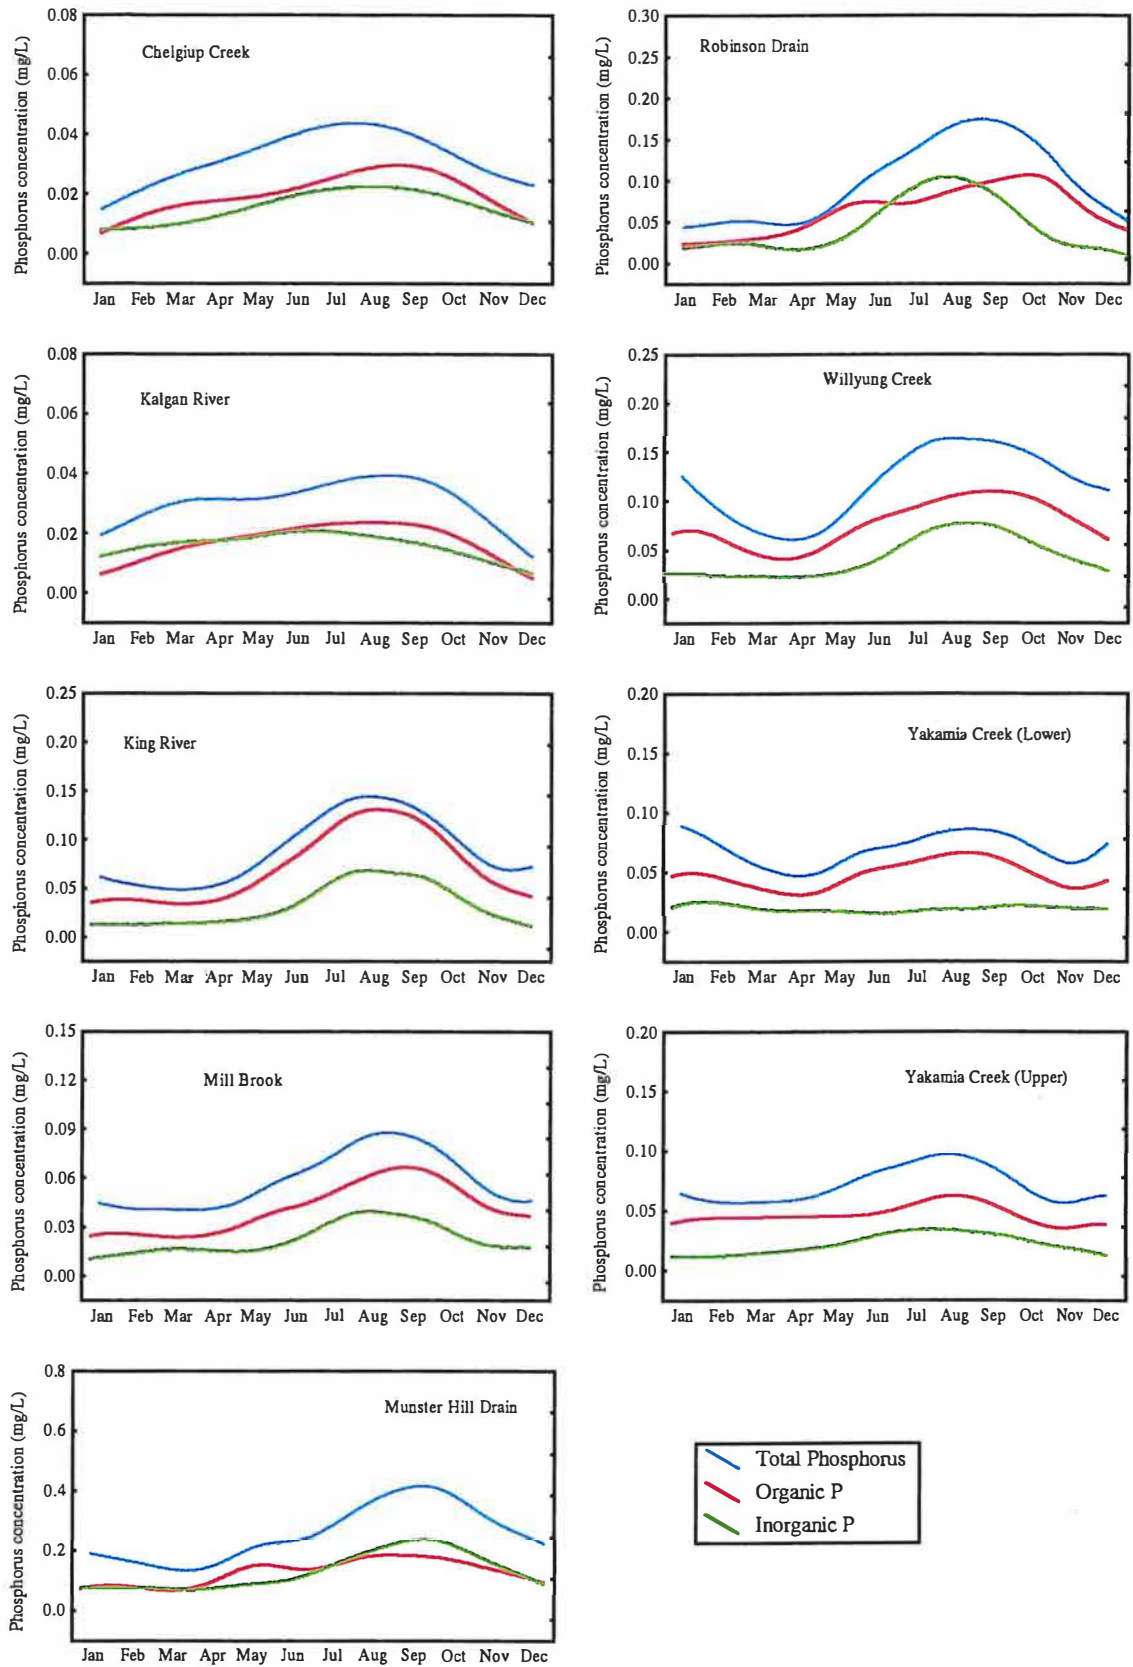 Phosphorus concentration (mg/L)
0.08
0.06
0.04
0.02
0.00
Chelgiup Creek
Jan Feb Mar Apr May Jun Jul Aug Sep Oct Nov Dec
Phosphorus concentration (mg/L)
0.30
0.25
0.20
0.15
0.10
0.05
0.00
Robinson Drain
Jan Feb Mar Apr May Jun Jul Aug Sep Oct Nov Dec
Phosphorus concentration (mg/L)
0.08
0.06
0.04
0.02
0.00
Kalgan River
Jan Feb Mar Apr May Jun Jul Aug Sep Oct Nov Dec
Phosphorus concentration (mg/L)
0.25
0.20
0.15
0.10
0.05
0.00
Willyung Creek
Jan Feb Mar Apr May Jun Jul Aug Sep Oct Nov Dec
Phosphorus concentration (mg/L)
0.25
0.20
0.15
0.10
0.05
0.00
King River
Jan Feb Mar Apr May Jun Jul Aug Sep Oct Nov Dec
Phosphorus concentration (mg/L)
0.20
0.15
0.10
0.05
0.00
Yakamia Creek (Lower)
Jan Feb Mar Apr May Jun Jul Aug Sep Oct Nov Dec
Phosphorus concentration (mg/L)
0.15
0.12
0.09
0.06
0.03
0.00
Mill Brook
Jan Feb Mar Apr May Jun Jul Aug Sep Oct Nov Dec
Phosphorus concentration (mg/L)
0.20
0.15
0.10
0.05
0.00
Yakamia Creek (Upper)
Jan Feb Mar Apr May Jun Jul Aug Sep Oct Nov Dec
Phosphorus concentration (mg/L)
0.8
0.6
0.4
0.2
0.0
Munster Hill Drain
Jan Feb Mar Apr May Jun Jul Aug Sep Oct Nov Dec
Total Phosphorus
Organic P
Inorganic P